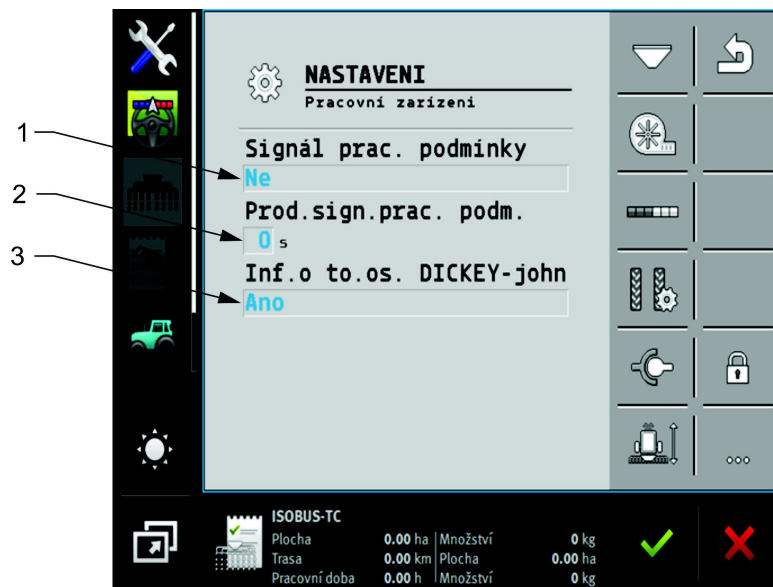 NASTAVENI
Pracovní zarízeni
1
Signál prac. podminky
Ne
2
Prod.sign.prac. podm.
0 s
3
Inf.o to.os. DICKEY-john
Ano
ISOBUS-TC
Plocha 0.00 ha Množství 0 kg
Trasa 0.00 km Plocha 0.00 ha
Pracovní doba 0.00 h Množství 0 kg